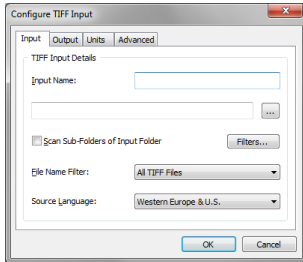 Configure TIFF Input
Input Output Units Advanced
TIFF Input Details
Input Name:
...
Scan Sub-Folders of Input Folder Filters...
File Name Filter: All TIFF Files
Source Language: Western Europe & U.S.
OK Cancel